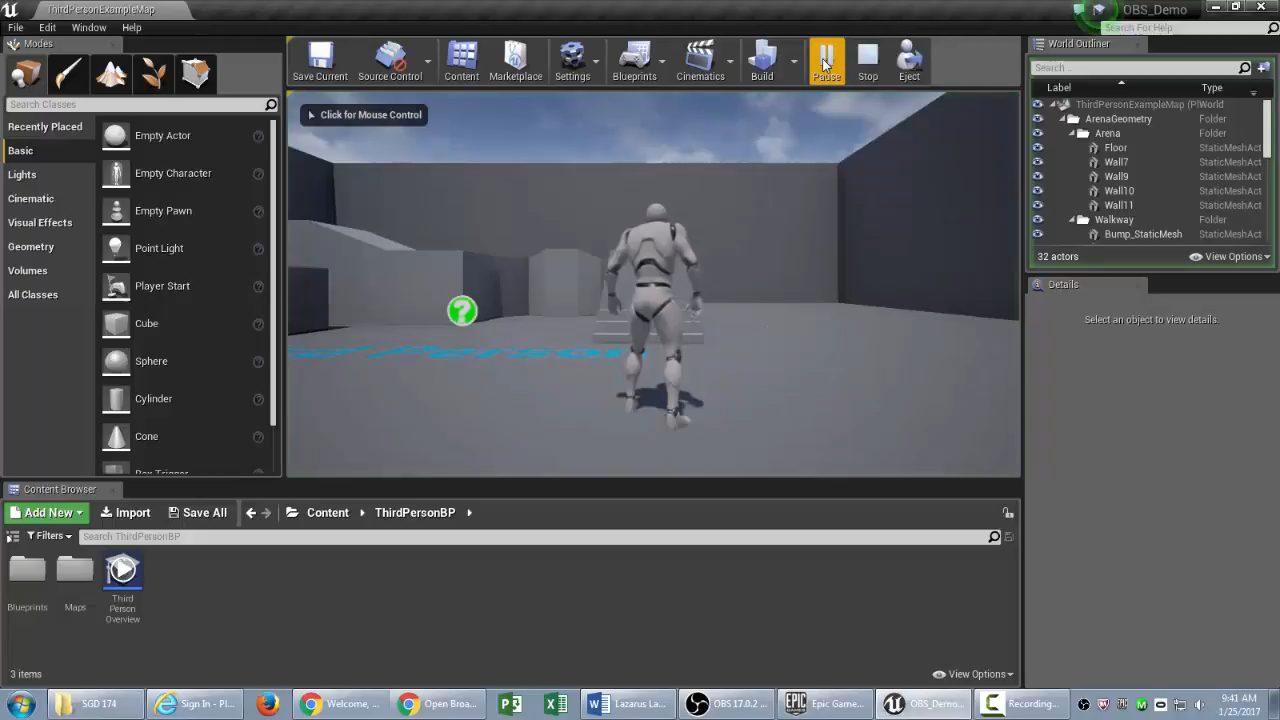 ThirdPersonExampleMap
OBS_Demo
File Edit Window Help
Search For Help
Modes
Save Current
Source Control
Content
Marketplace
Settings
Blueprints
Cinematics
Build
Pause
Stop
Eject
World Outliner
Search Classes
Search...
Label Type
Click for Mouse Control
Recently Placed
Basic
Lights
Cinematic
Visual Effects
Geometry
Volumes
All Classes
Empty Actor
Empty Character
Empty Pawn
Point Light
Player Start
Cube
Sphere
Cylinder
Cone
Box Trigger
ThirdPersonExampleMap (Pl World
ArenaGeometry Folder
Arena Folder
Floor StaticMeshAct
Wall7 StaticMeshAct
Wall9 StaticMeshAct
Wall10 StaticMeshAct
Wall11 StaticMeshAct
Walkway Folder
Bump_StaticMesh StaticMeshAct
32 actors
View Options
Details
Select an object to view details.
Content Browser
Add New
Import
Save All
Content
ThirdPersonBP
Filters
Search ThirdPersonBP
Blueprints
Maps
Third
Person
Overview
3 items
View Options
SGD 174
Sign In - Pl...
Welcome, ...
Open Broa...
Lazarus La...
OBS 17.0.2 ...
Epic Game...
OBS_Demo...
Recording...
9:41 AM
1/25/2017